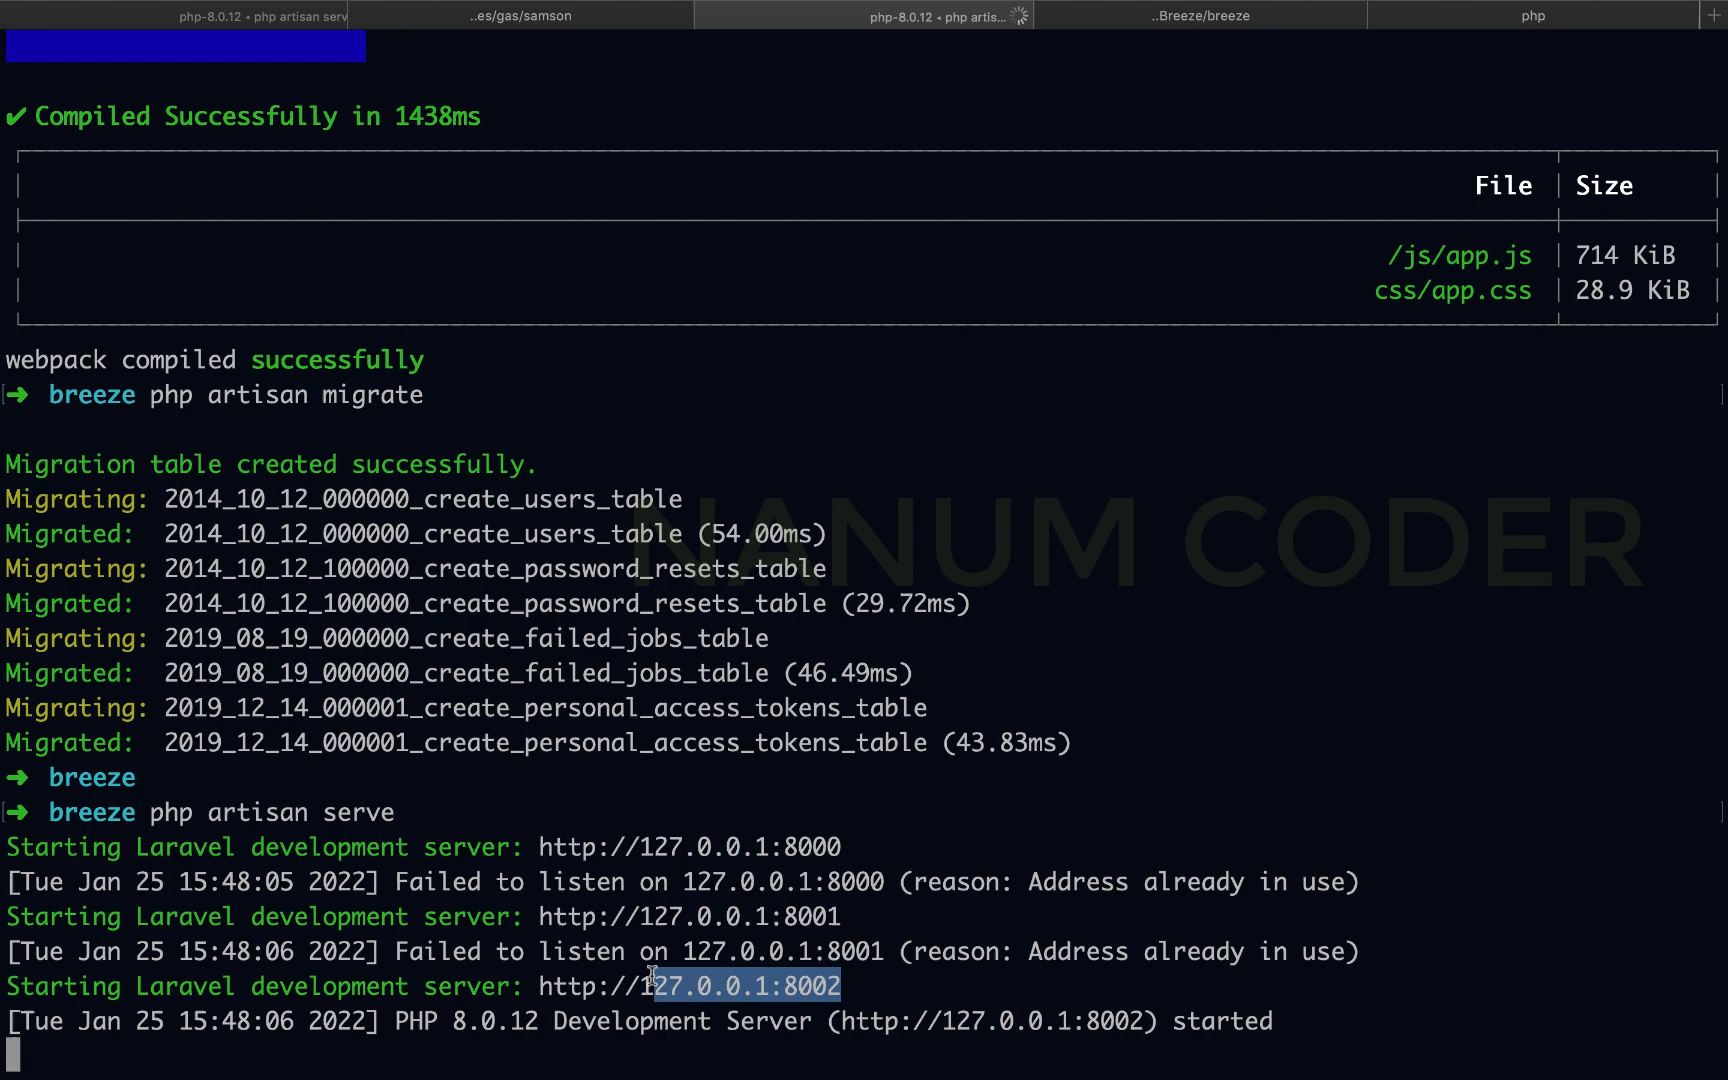 php-8.0.12 • php artisan serv
..es/gas/samson
php-8.0.12 • php artis...
..Breeze/breeze
php
✔ Compiled Successfully in 1438ms
File | Size
/js/app.js | 714 KiB
css/app.css | 28.9 KiB
webpack compiled successfully
➜ breeze php artisan migrate
Migration table created successfully.
Migrating: 2014_10_12_000000_create_users_table
Migrated: 2014_10_12_000000_create_users_table (54.00ms)
Migrating: 2014_10_12_100000_create_password_resets_table
Migrated: 2014_10_12_100000_create_password_resets_table (29.72ms)
Migrating: 2019_08_19_000000_create_failed_jobs_table
Migrated: 2019_08_19_000000_create_failed_jobs_table (46.49ms)
Migrating: 2019_12_14_000001_create_personal_access_tokens_table
Migrated: 2019_12_14_000001_create_personal_access_tokens_table (43.83ms)
➜ breeze
➜ breeze php artisan serve
Starting Laravel development server: http://127.0.0.1:8000
[Tue Jan 25 15:48:05 2022] Failed to listen on 127.0.0.1:8000 (reason: Address already in use)
Starting Laravel development server: http://127.0.0.1:8001
[Tue Jan 25 15:48:06 2022] Failed to listen on 127.0.0.1:8001 (reason: Address already in use)
Starting Laravel development server: http://127.0.0.1:8002
[Tue Jan 25 15:48:06 2022] PHP 8.0.12 Development Server (http://127.0.0.1:8002) started
NANUM CODER